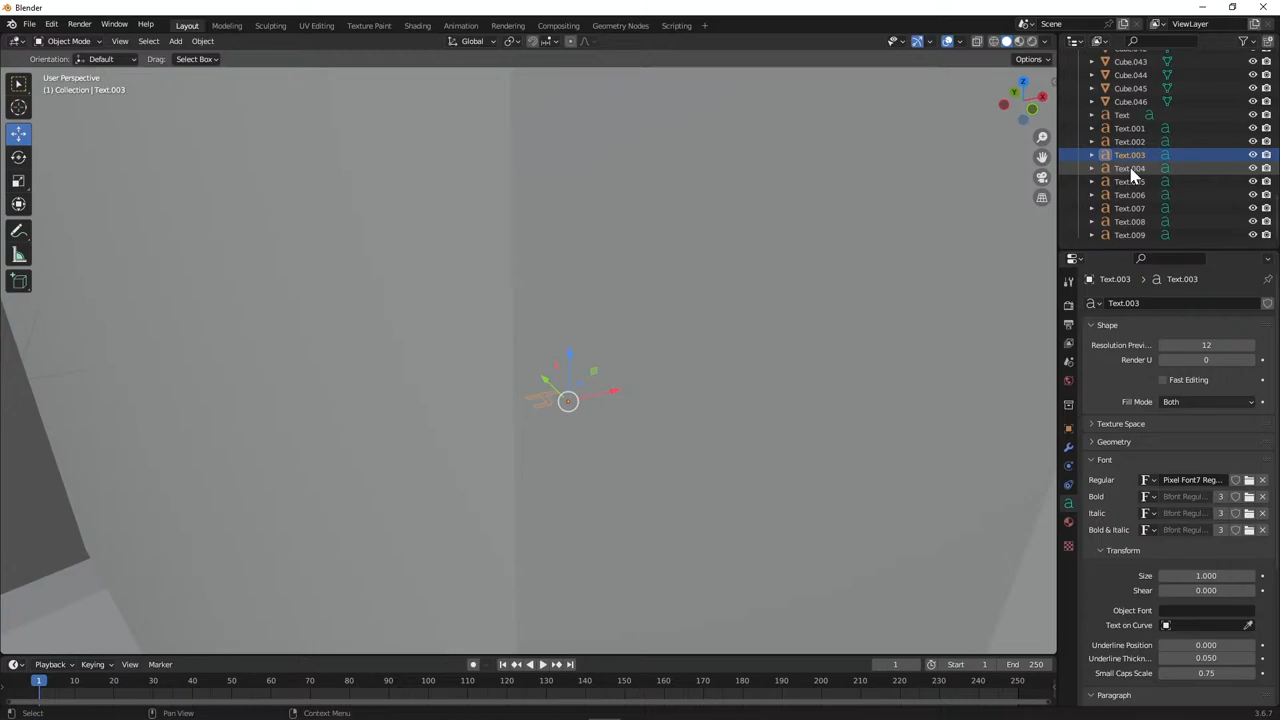 Blender
File Edit Render Window Help Layout Modeling Sculpting UV Editing Texture Paint Shading Animation Rendering Compositing Geometry Nodes Scripting + Scene ViewLayer
Object Mode View Select Add Object Global
Orientation: Default Drag: Select Box Options
User Perspective
(1) Collection | Text.003
Z
Y
X
Cube.043
Cube.044
Cube.045
Cube.046
Text
Text.001
Text.002
Text.003
Text.004
Text.006
Text.007
Text.008
Text.009
Text.003 > Text.003
Text.003
Shape
Resolution Previ... 12
Render U 0
Fast Editing
Fill Mode Both
Texture Space
Geometry
Font
Regular Pixel Font7 Reg...
Bold Bfont Regul... 3
Italic Bfont Regul... 3
Bold & Italic Bfont Regul... 3
Transform
Size 1.000
Shear 0.000
Object Font
Text on Curve
Underline Position 0.000
Underline Thickn... 0.050
Small Caps Scale 0.75
Paragraph
Playback Keying View Marker 1 Start 1 End 250
1 10 20 30 40 50 60 70 80 90 100 110 120 130 140 150 160 170 180 190 200 210 220 230 240 250
Select Pan View Context Menu 3.6.7